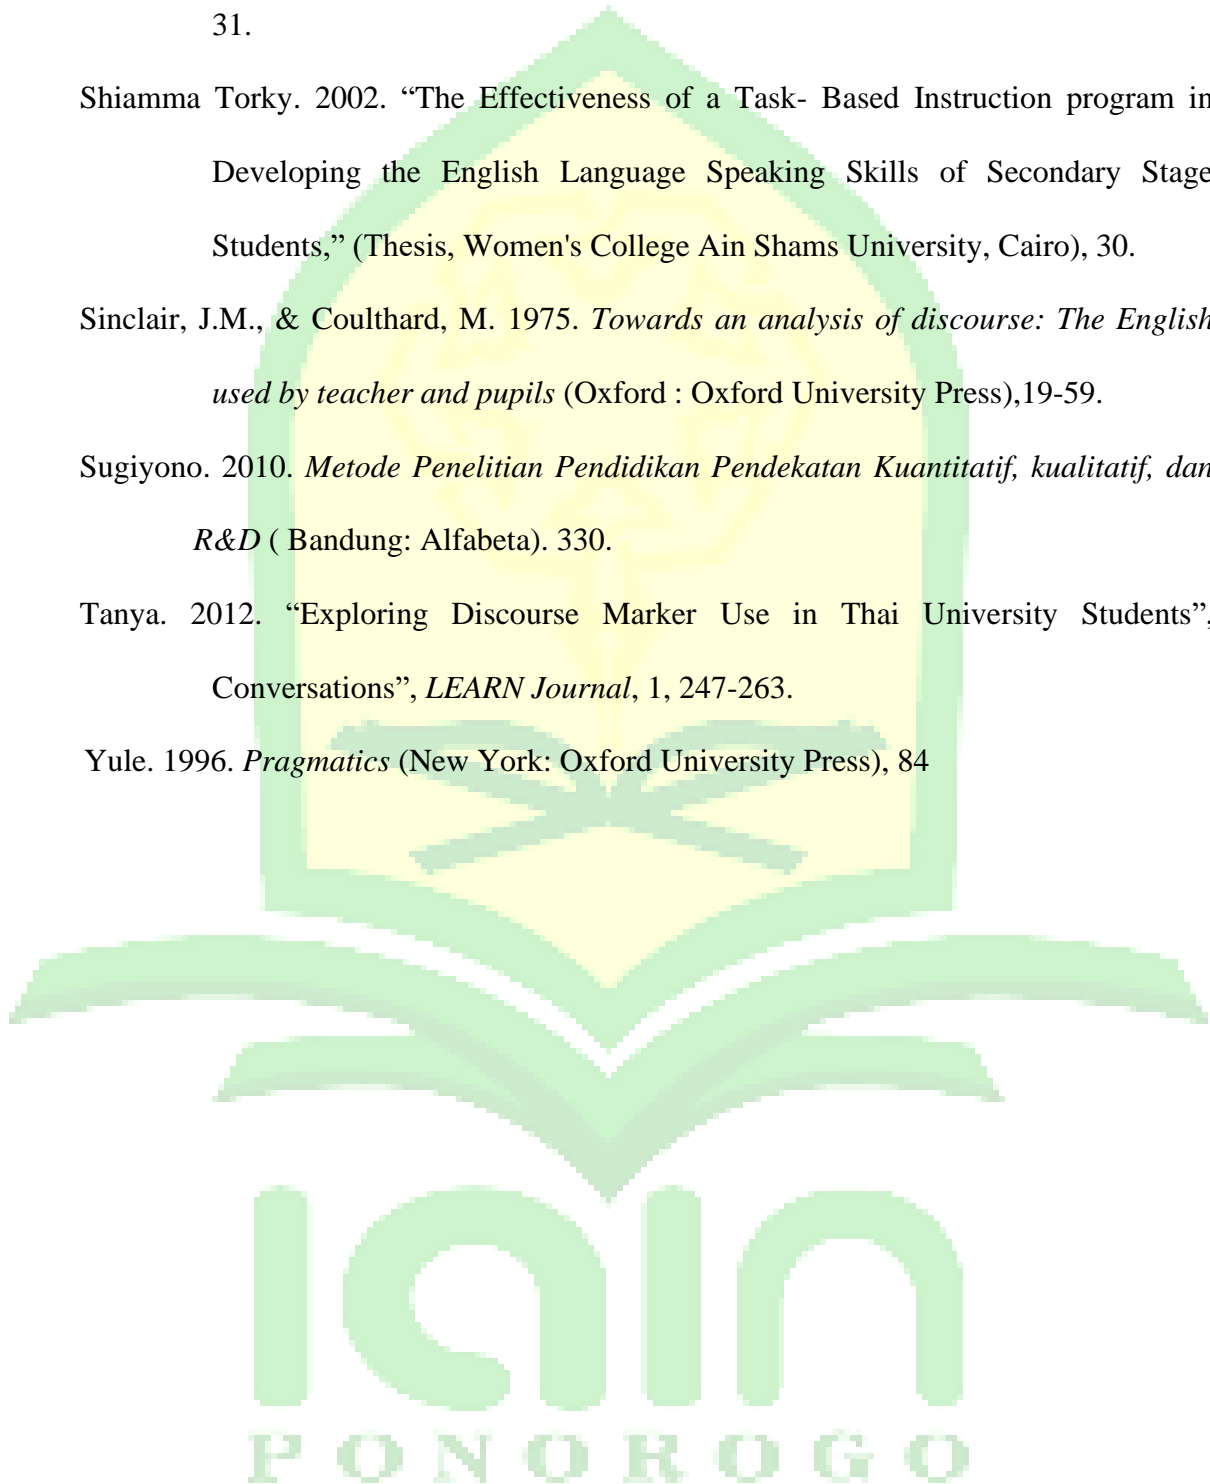 31.
Shiamma Torky. 2002. “The Effectiveness of a Task- Based Instruction program in
Developing the English Language Speaking Skills of Secondary Stage
Students,” (Thesis, Women's College Ain Shams University, Cairo), 30.
Sinclair, J.M., & Coulthard, M. 1975. Towards an analysis of discourse: The English
used by teacher and pupils (Oxford : Oxford University Press),19-59.
Sugiyono. 2010. Metode Penelitian Pendidikan Pendekatan Kuantitatif, kualitatif, dan
R&D ( Bandung: Alfabeta). 330.
Tanya. 2012. “Exploring Discourse Marker Use in Thai University Students”,
Conversations”, LEARN Journal, 1, 247-263.
Yule. 1996. Pragmatics (New York: Oxford University Press), 84
iain
PONOROGO